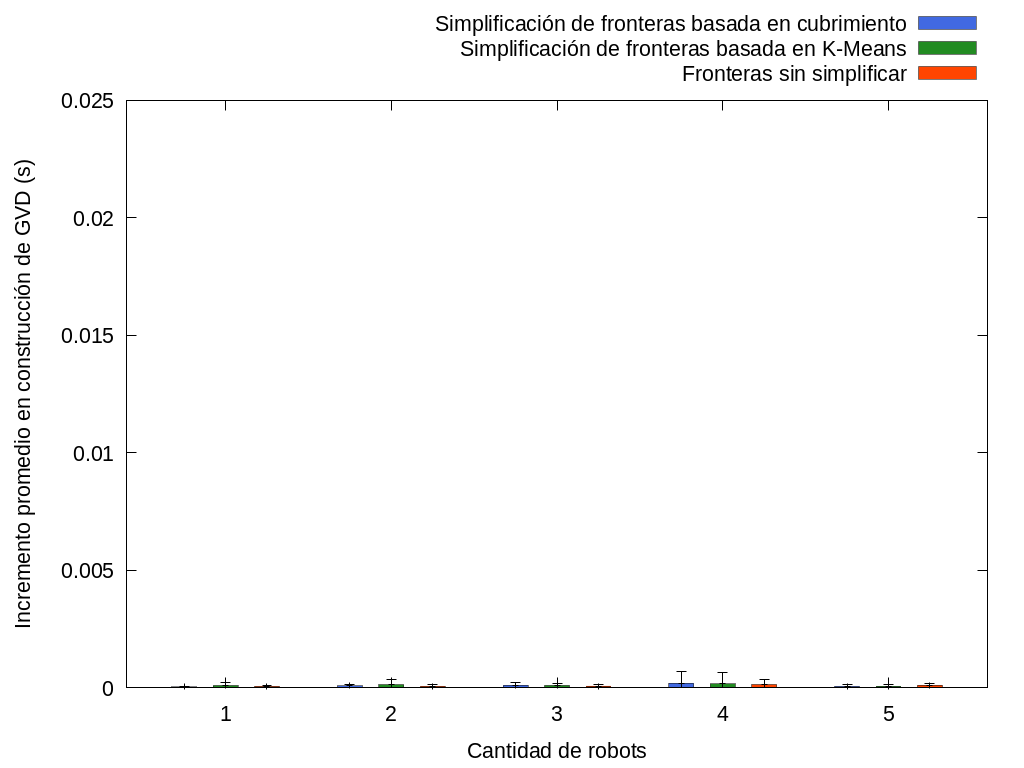 Simplificación de fronteras basada en cubrimiento
Simplificación de fronteras basada en K-Means
Fronteras sin simplificar
Incremento promedio en construcción de GVD (s)
0.025
0.02
0.015
0.01
0.005
0
1 2 3 4 5
Cantidad de robots